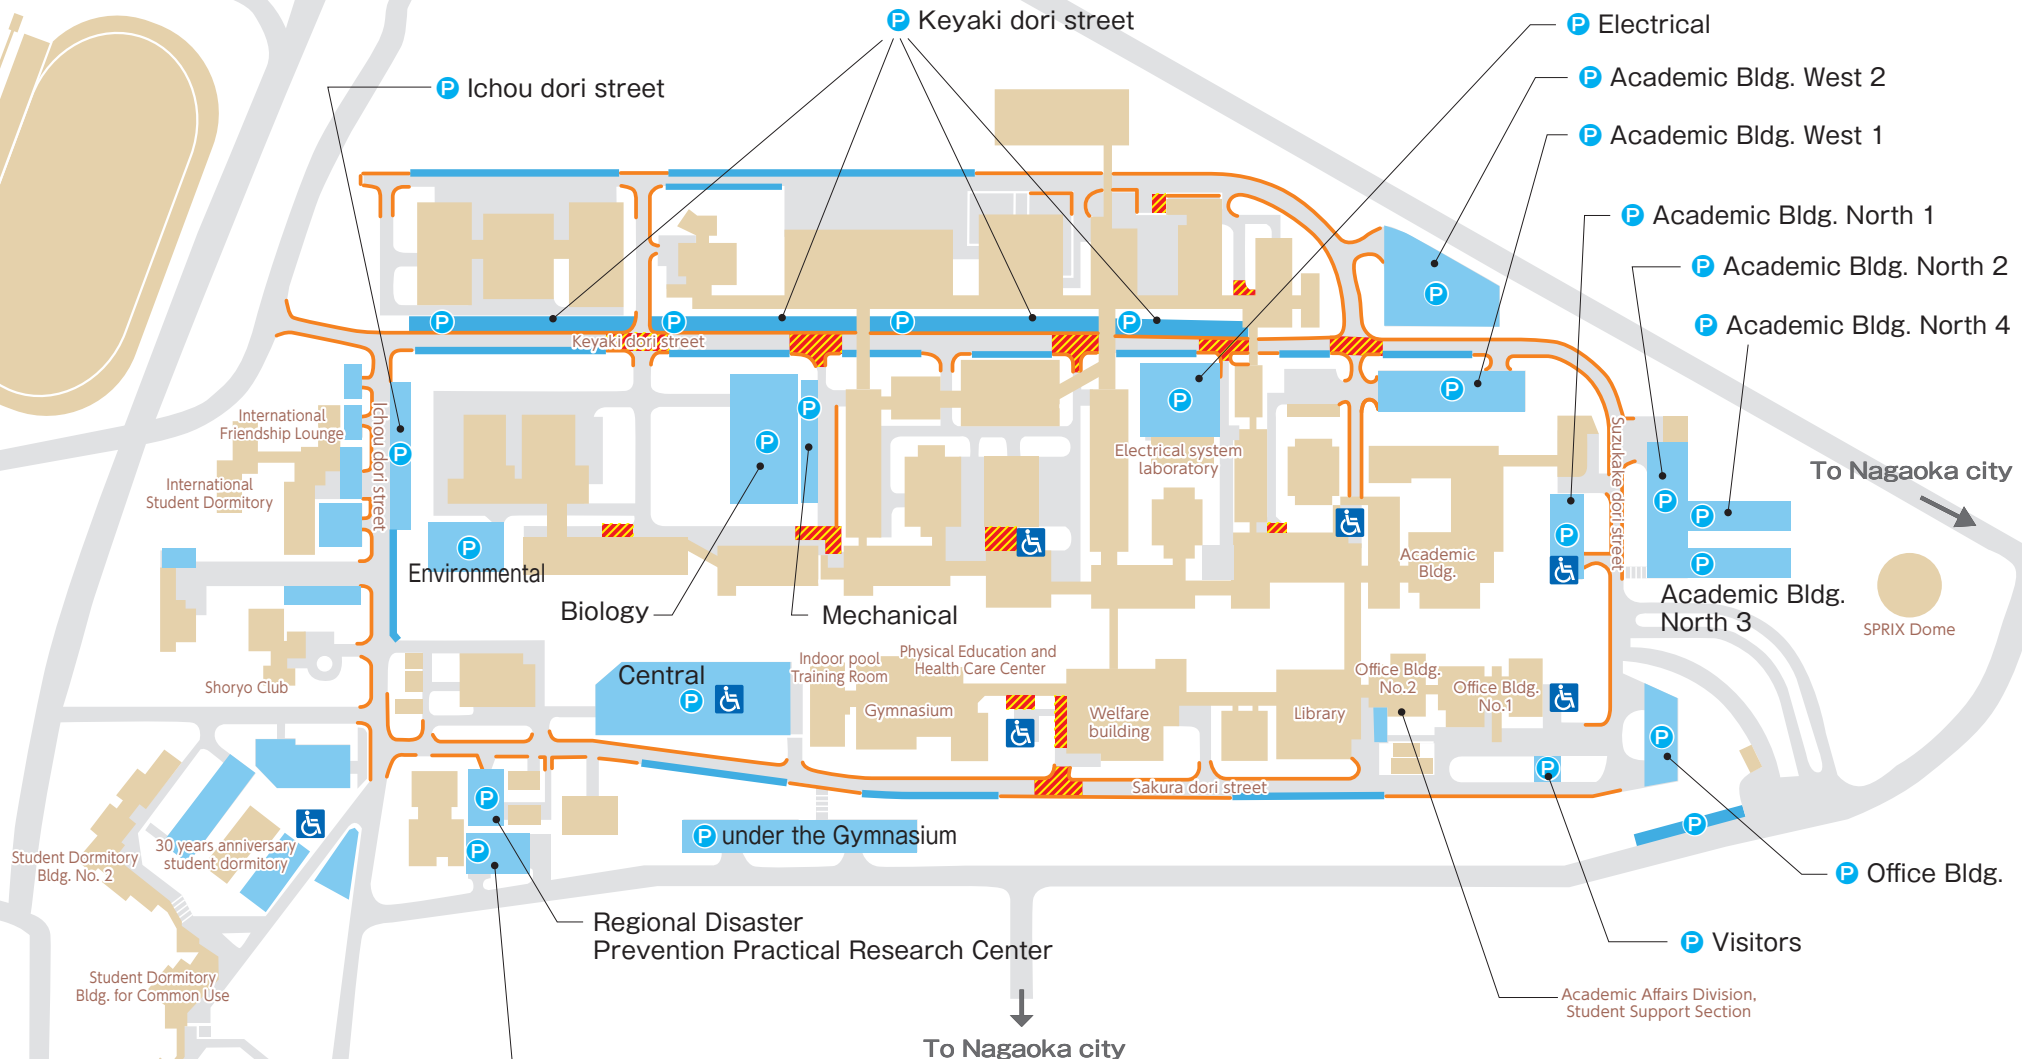 P Keyaki dori street
P Electrical
P Ichou dori street
P Academic Bldg. West 2
P Academic Bldg. West 1
P Academic Bldg. North 1
P Academic Bldg. North 2
P Academic Bldg. North 4
P
P
P
P
P
Keyaki dori street
P
P
P
P
P
International
Friendship Lounge
Ichou dori street
International
Student Dormitory
Electrical system
laboratory
Suzukake dori street
To Nagaoka city
P
P
P
P
P
Environmental
Academic
Bldg.
Biology
Mechanical
Academic Bldg.
North 3
SPRIX Dome
Shoryo Club
Central
P
Indoor pool
Training Room
Physical Education and
Health Care Center
Gymnasium
Welfare
building
Library
Office Bldg.
No.2
Office Bldg.
No.1
P
P
P
Sakura dori street
P
P under the Gymnasium
P
30 years anniversary
student dormitory
Student Dormitory
Bldg. No. 2
P Office Bldg.
Regional Disaster
Prevention Practical Research Center
P Visitors
Student Dormitory
Bldg. for Common Use
Academic Affairs Division,
Student Support Section
To Nagaoka city